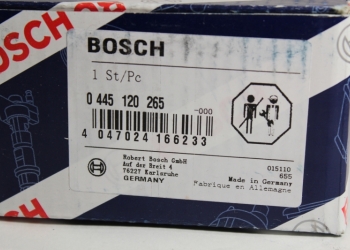 BOSCH
BOSCH
1 St/Pc
0 445 120 265
-000
4 047024 166233
Robert Bosch GmbH
Auf der Breit 4
76227 Karlsruhe
GERMANY
015110
655
Made in Germany
Fabriqué en Allemagne